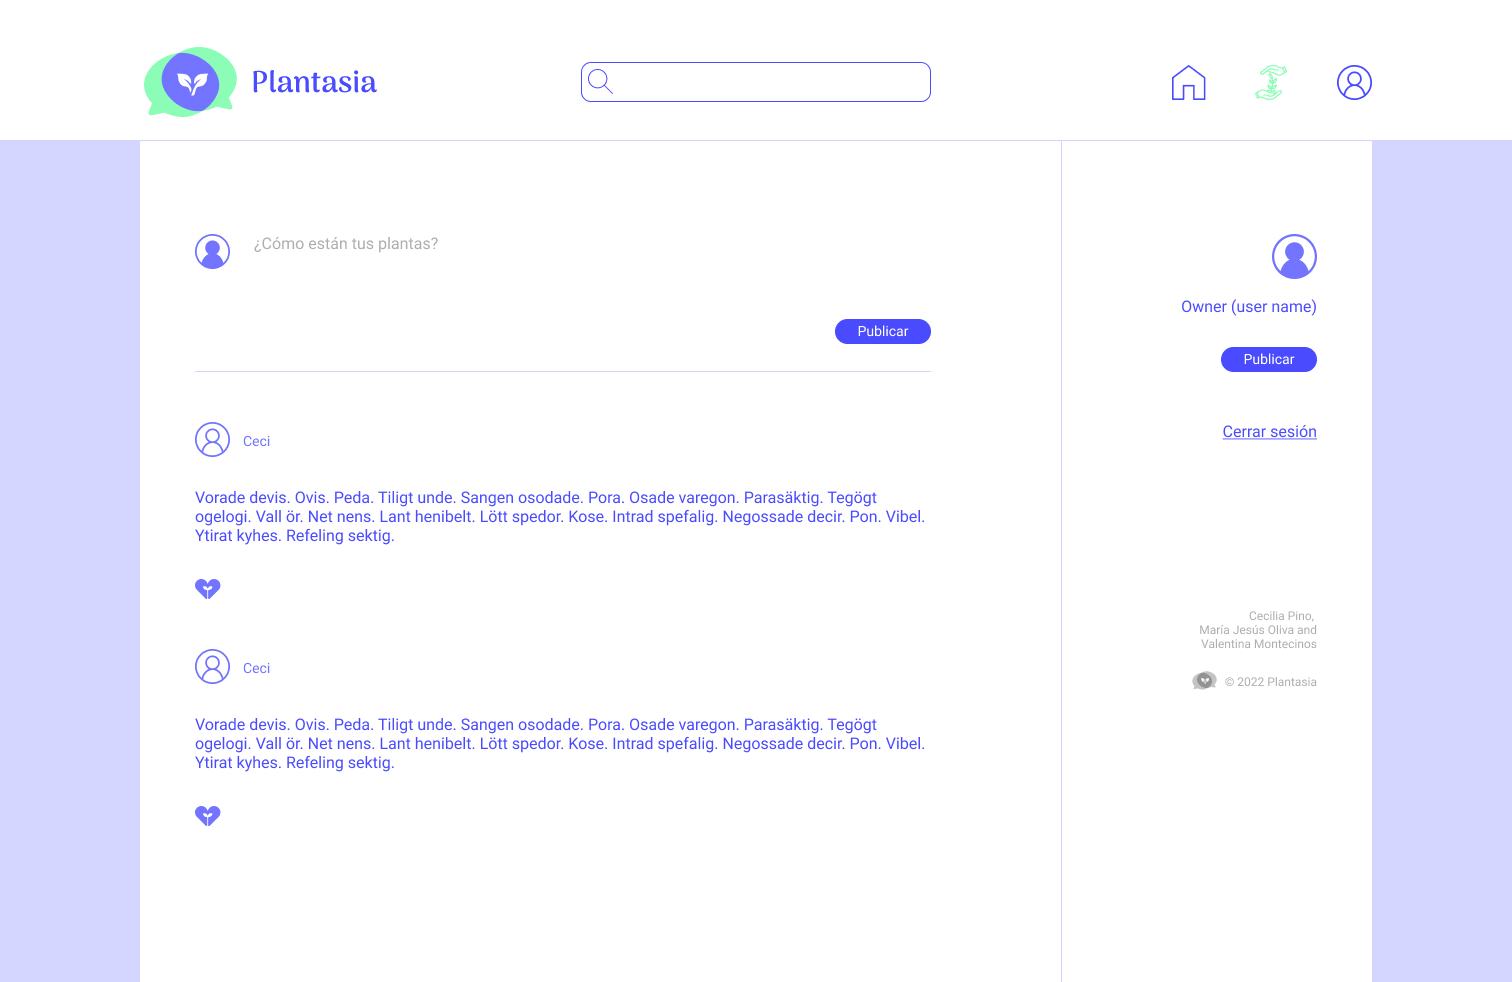 Plantasia
¿Cómo están tus plantas?
Publicar
Ceci
Vorade devis. Ovis. Peda. Tiligt unde. Sangen osodade. Pora. Osade varegon. Parasäktig. Tegögt
ogelogi. Vall ör. Net nens. Lant henibelt. Lött spedor. Kose. Intrad spefalig. Negossade decir. Pon. Vibel.
Ytirat kyhes. Refeling sektig.
Ceci
Vorade devis. Ovis. Peda. Tiligt unde. Sangen osodade. Pora. Osade varegon. Parasäktig. Tegögt
ogelogi. Vall ör. Net nens. Lant henibelt. Lött spedor. Kose. Intrad spefalig. Negossade decir. Pon. Vibel.
Ytirat kyhes. Refeling sektig.
Owner (user name)
Publicar
Cerrar sesión
Cecilia Pino,
María Jesús Oliva and
Valentina Montecinos
© 2022 Plantasia